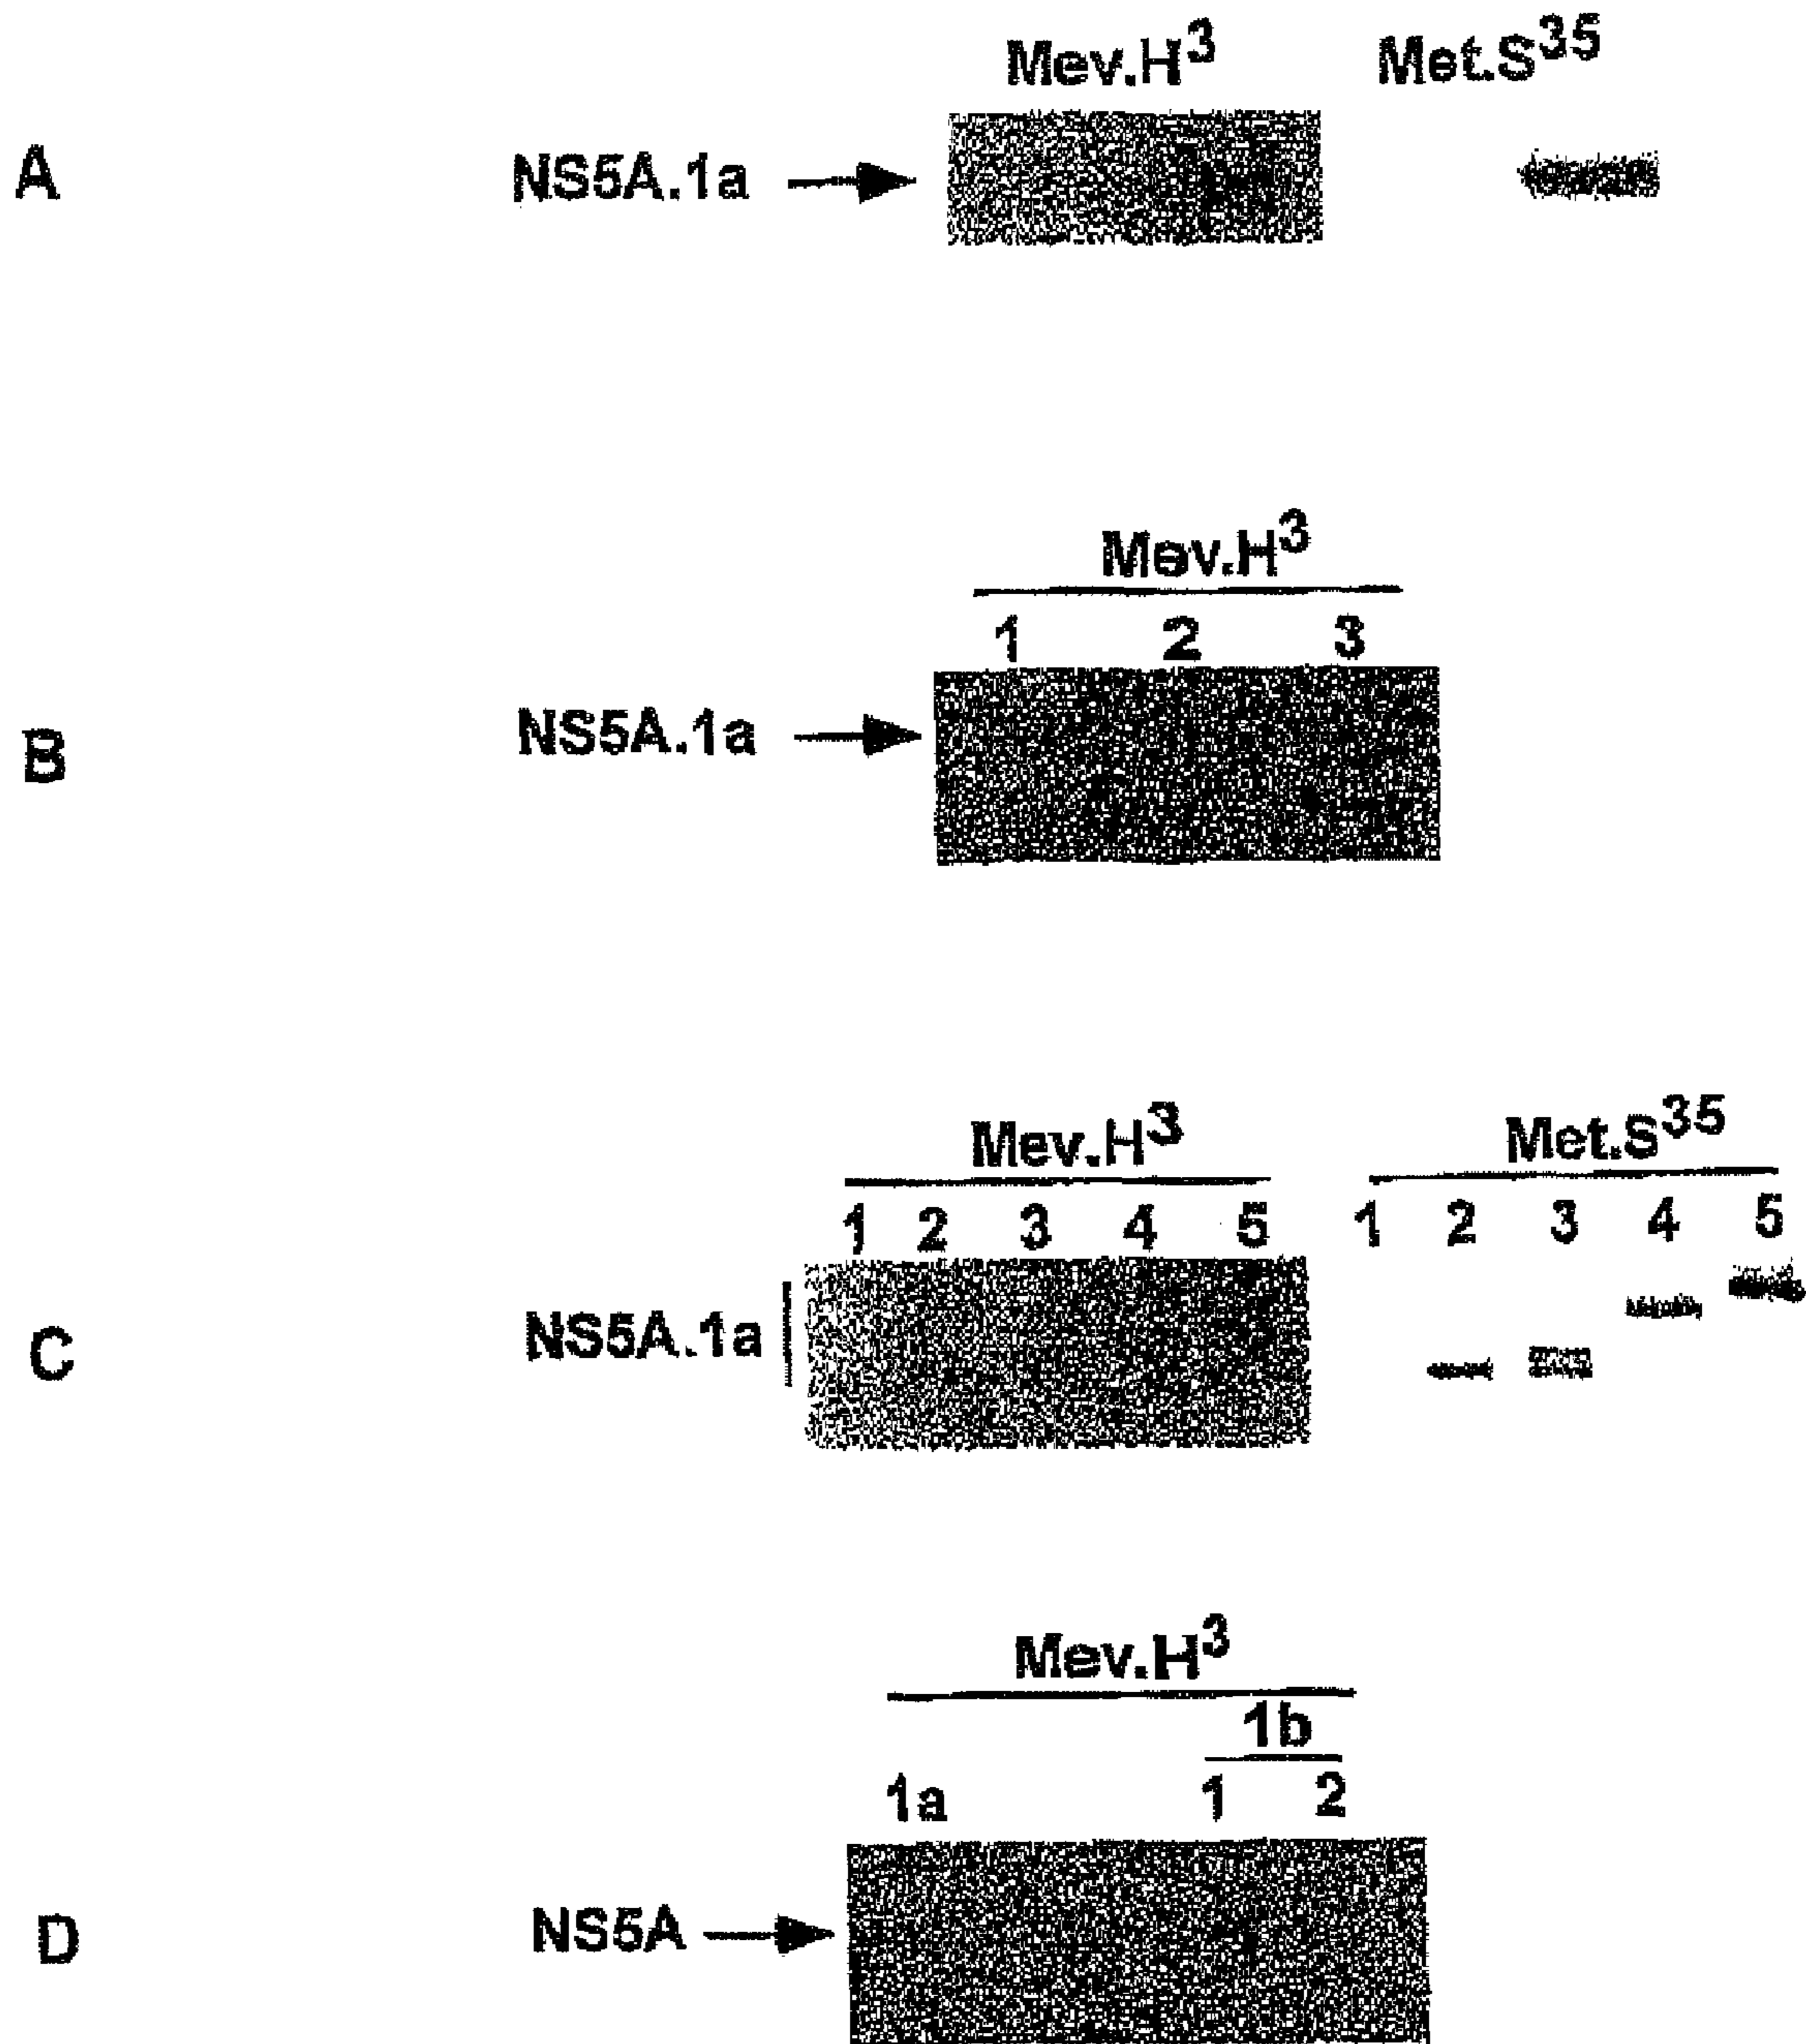 Mev.H³ Met.S³⁵
A NS5A.1a
Mev.H³
1 2 3
B NS5A.1a
Mev.H³ Met.S³⁵
1 2 3 4 5 1 2 3 4 5
C NS5A.1a
Mev.H³
1b
1a 1 2
D NS5A